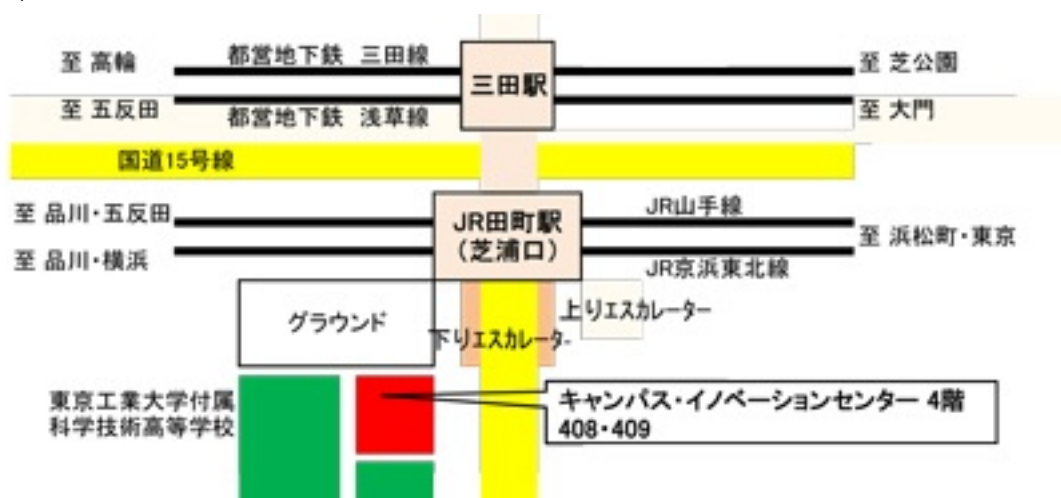 至 高輪
都営地下鉄 三田線
三田駅
至 芝公園
至 五反田
都営地下鉄 浅草線
至 大門
国道15号線
至 品川・五反田
JR田町駅
(芝浦口)
JR山手線
至 浜松町・東京
至 品川・横浜
JR京浜東北線
グラウンド
上りエスカレーター
下りエスカレーター
東京工業大学付属
科学技術高等学校
キャンパス・イノベーションセンター 4階
408・409